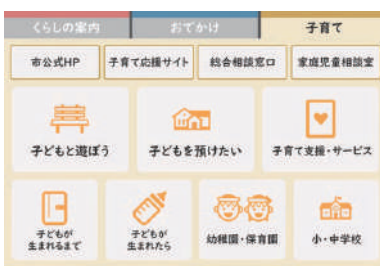 くらしの案内
おでかけ
子育て
市公式HP
子育て応援サイト
総合相談窓口
家庭児童相談室
子どもと遊ぼう
子どもを預けたい
子育て支援・サービス
子どもが
生まれるまで
子どもが
生まれたら
幼稚園・保育園
小・中学校